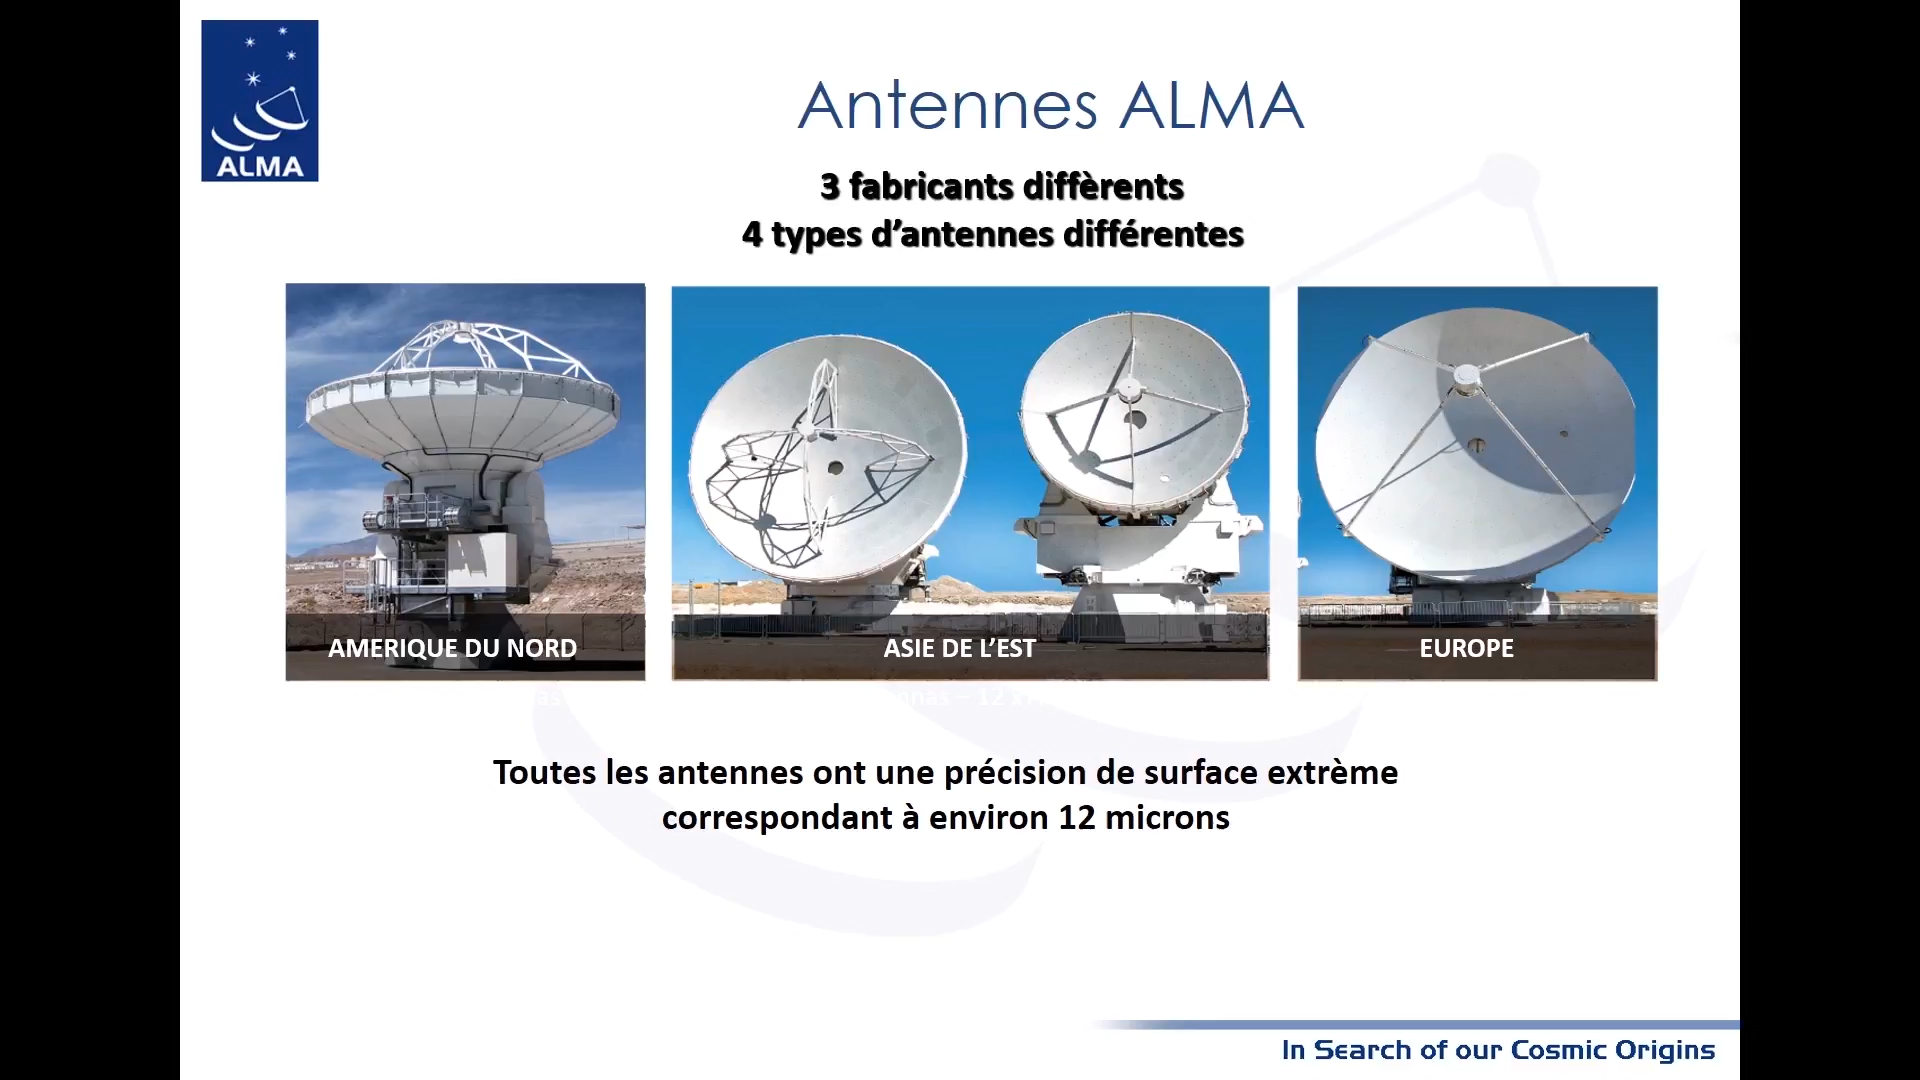 ALMA
Antennes ALMA
3 fabricants diffèrents
4 types d’antennes différentes
AMERIQUE DU NORD
ASIE DE L’EST
EUROPE
Toutes les antennes ont une précision de surface extrème
correspondant à environ 12 microns
In Search of our Cosmic Origins